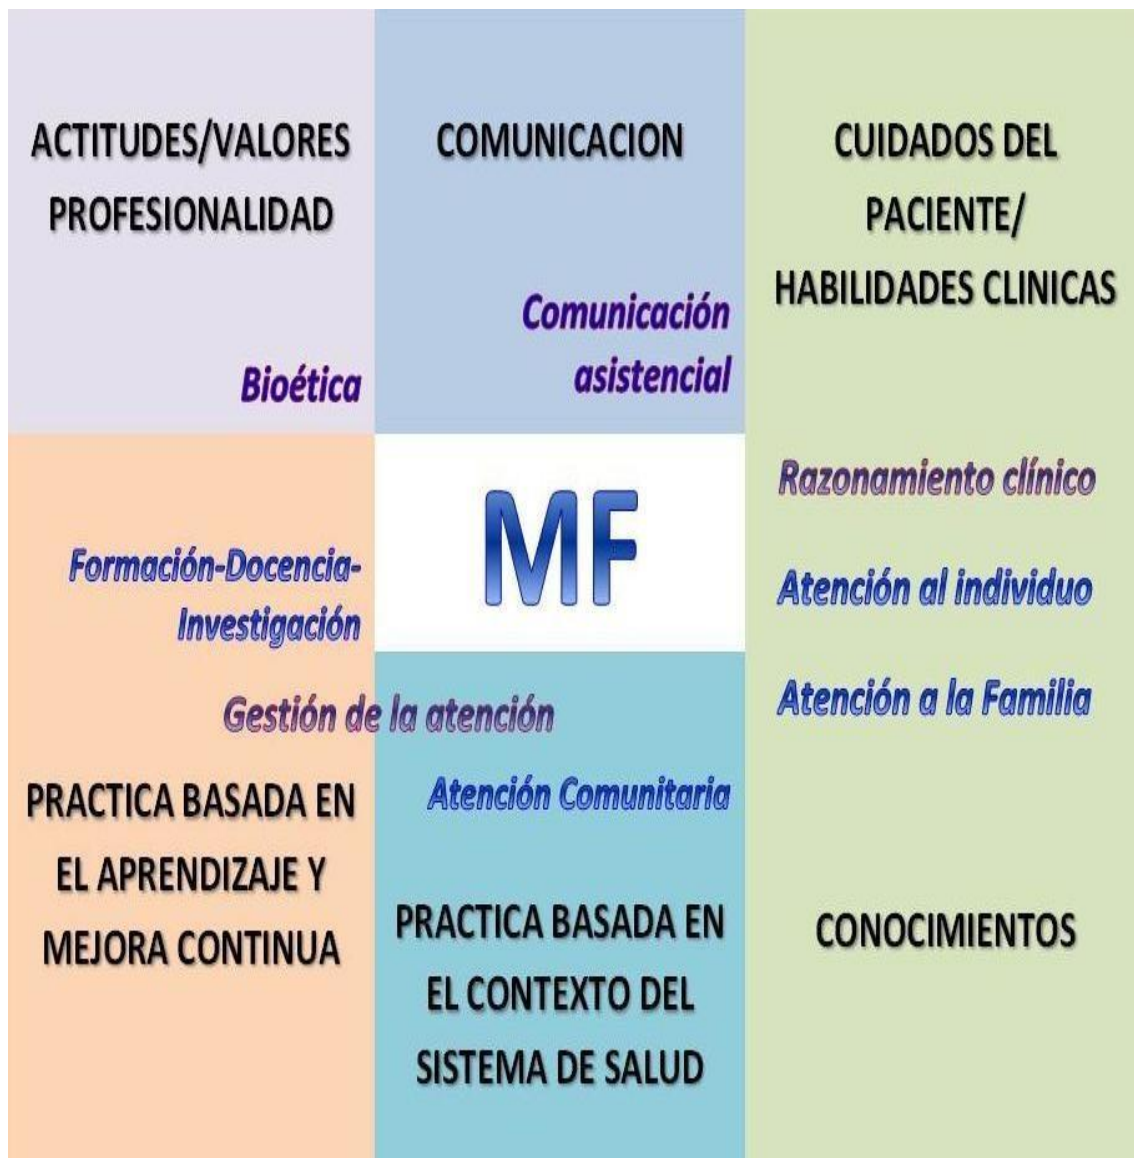 ACTITUDES/VALORES
PROFESIONALIDAD
Bioética
COMUNICACION
Comunicación
asistencial
CUIDADOS DEL
PACIENTE/
HABILIDADES CLINICAS
Razonamiento clínico
Atención al individuo
Atención a la Familia
CONOCIMIENTOS
MF
Formación-Docencia-
Investigación
Gestión de la atención
PRACTICA BASADA EN
EL APRENDIZAJE Y
MEJORA CONTINUA
Atención Comunitaria
PRACTICA BASADA EN
EL CONTEXTO DEL
SISTEMA DE SALUD